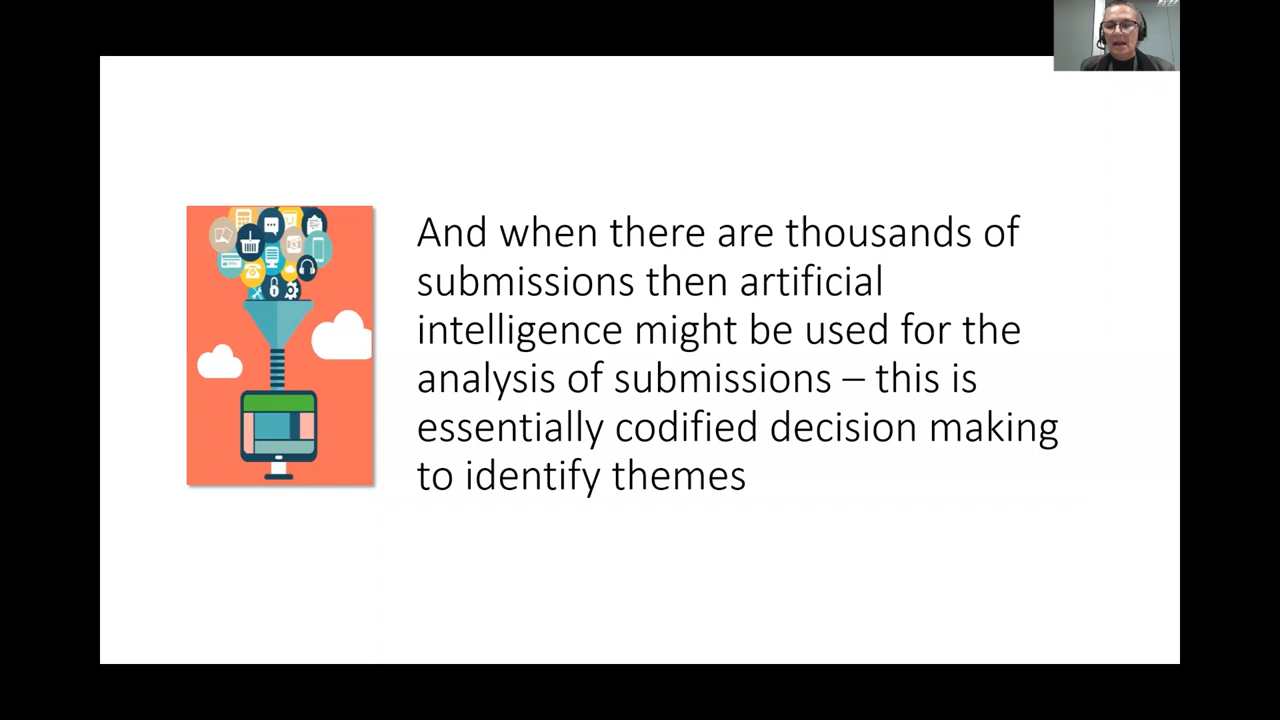 And when there are thousands of
submissions then artificial
intelligence might be used for the
analysis of submissions – this is
essentially codified decision making
to identify themes